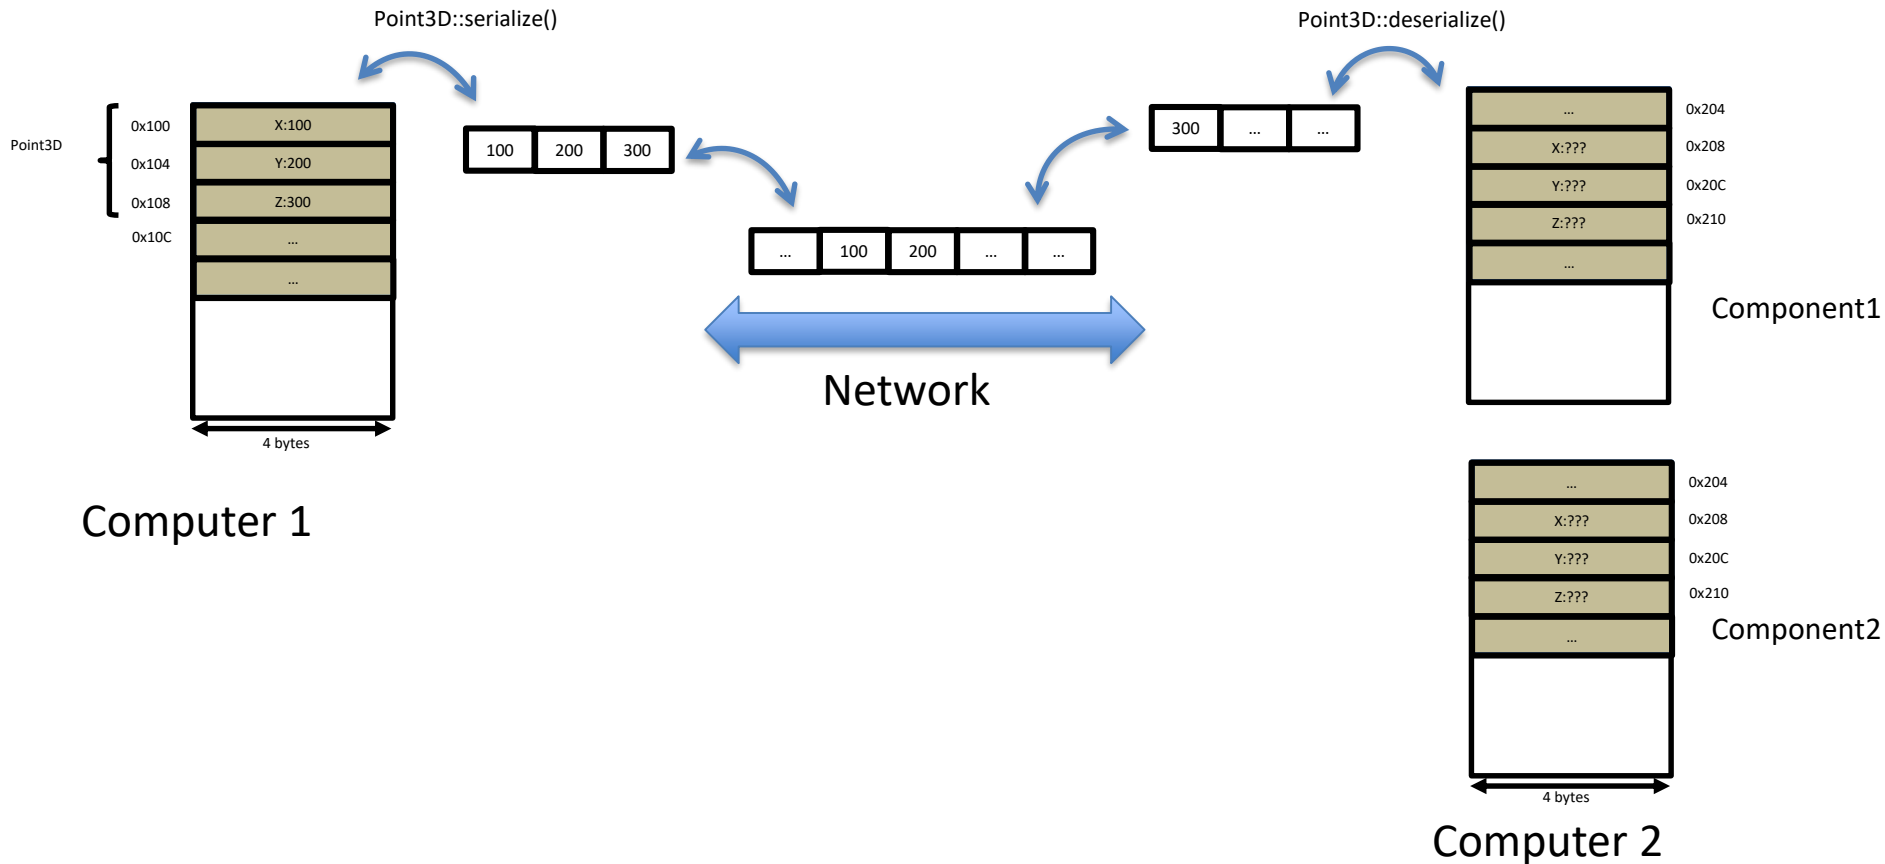 Point3D::serialize()
Point3D::deserialize()
Point3D
0x100
X:100
0x104
Y:200
0x108
Z:300
0x10C
...
...
4 bytes
Computer 1
100 200 300
... 100 200 ... ...
Network
300 ... ...
... 0x204
X:??? 0x208
Y:??? 0x20C
Z:??? 0x210
...
Component1
... 0x204
X:??? 0x208
Y:??? 0x20C
Z:??? 0x210
...
Component2
4 bytes
Computer 2